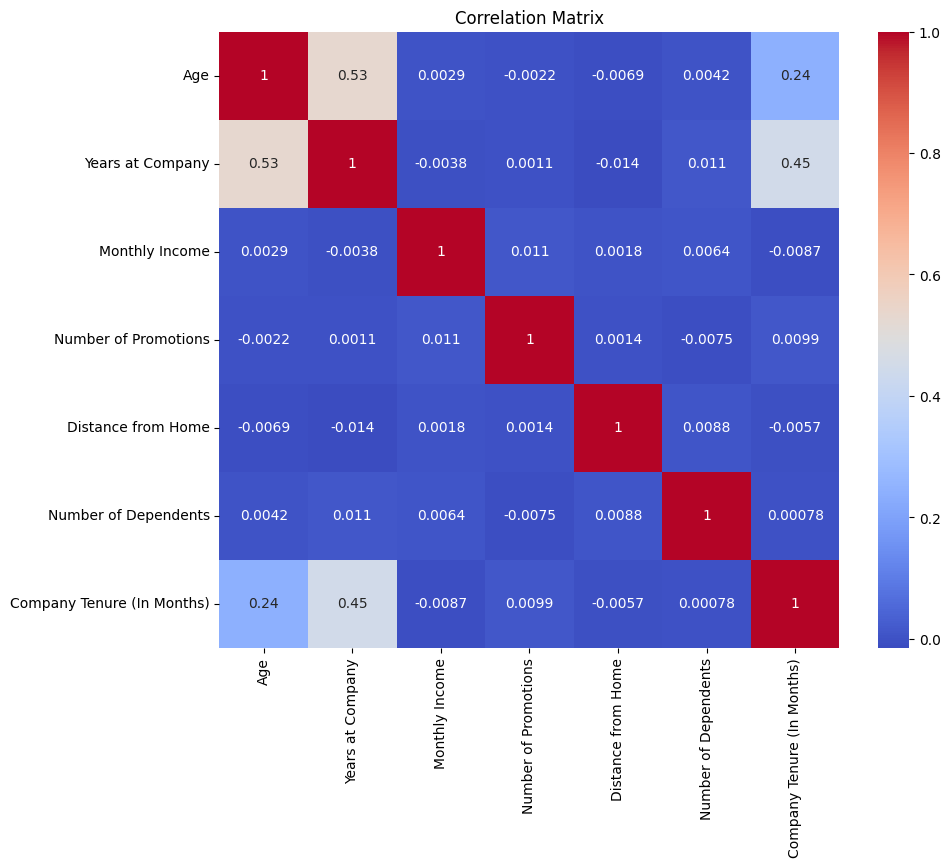 Correlation Matrix
Age 1 0.53 0.0029 -0.0022 -0.0069 0.0042 0.24
Years at Company 0.53 1 -0.0038 0.0011 -0.014 0.011 0.45
Monthly Income 0.0029 -0.0038 1 0.011 0.0018 0.0064 -0.0087
Number of Promotions -0.0022 0.0011 0.011 1 0.0014 -0.0075 0.0099
Distance from Home -0.0069 -0.014 0.0018 0.0014 1 0.0088 -0.0057
Number of Dependents 0.0042 0.011 0.0064 -0.0075 0.0088 1 0.00078
Company Tenure (In Months) 0.24 0.45 -0.0087 0.0099 -0.0057 0.00078 1
Age
Years at Company
Monthly Income
Number of Promotions
Distance from Home
Number of Dependents
Company Tenure (In Months)
1.0
0.8
0.6
0.4
0.2
0.0